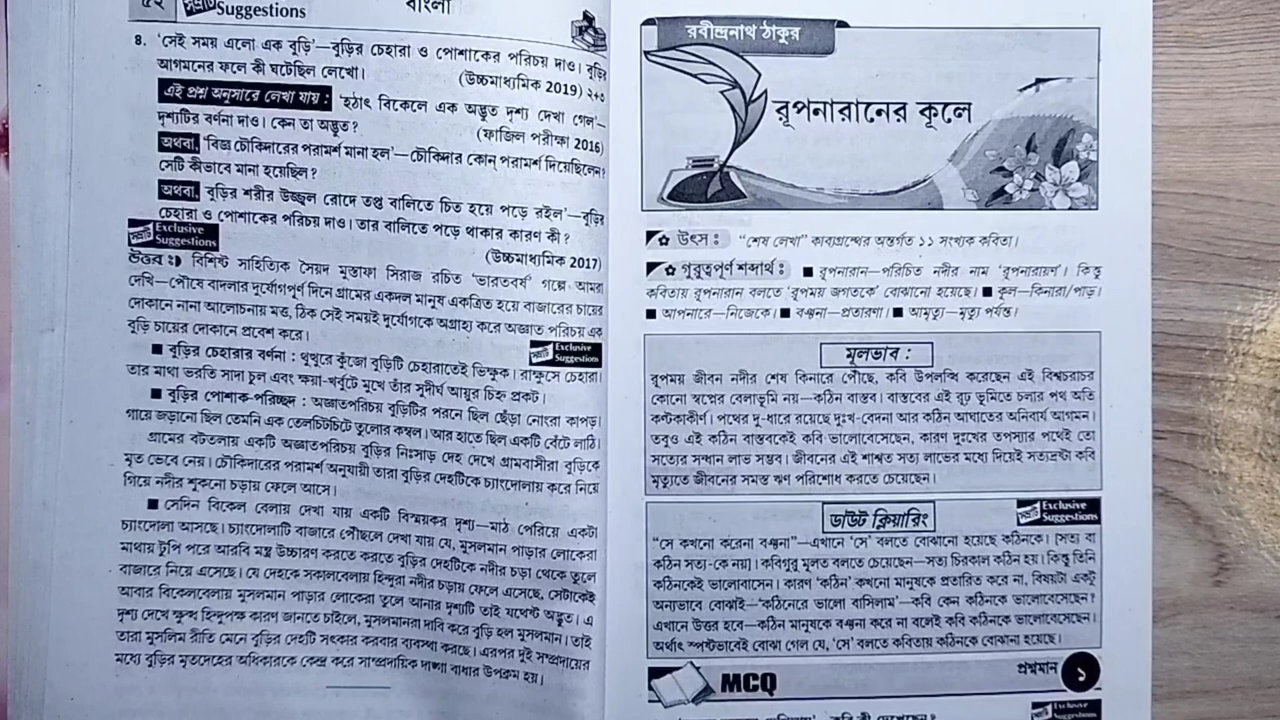 ৫২
সম্রাট Suggestions
বাংলা
8. ‘সেই সময় এলো এক বুড়ি’—বুড়ির চেহারা ও পোশাকের পরিচয় দাও। বুড়ির
আগমনের ফলে কী ঘটেছিল লেখো। (উচ্চমাধ্যমিক 2019) ২+৩
এই প্রশ্ন অনুসারে লেখা যায় : ‘হঠাৎ বিকেলে এক অদ্ভুত দৃশ্য দেখা গেল’—
দৃশ্যটির বর্ণনা দাও। কেন তা অদ্ভুত? (ফাজিল পরীক্ষা 2016)
অথবা, ‘বিজ্ঞ চৌকিদারের পরামর্শ মানা হল’—চৌকিদার কোন্ পরামর্শ দিয়েছিলেন?
সেটি কীভাবে মানা হয়েছিল?
অথবা, ‘বুড়ির শরীর উজ্জ্বল রোদে তপ্ত বালিতে চিত হয়ে পড়ে রইল’—বুড়ির
চেহারা ও পোশাকের পরিচয় দাও। তার বালিতে পড়ে থাকার কারণ কী?
সম্রাট Exclusive Suggestions
(উচ্চমাধ্যমিক 2017)
উত্তর : বিশিষ্ট সাহিত্যিক সৈয়দ মুস্তাফা সিরাজ রচিত ‘ভারতবর্ষ’ গল্পে আমরা
দেখি—পৌষে বাদলার দুর্যোগপূর্ণ দিনে গ্রামের একদল মানুষ একত্রিত হয়ে বাজারের চায়ের
দোকানে নানা আলোচনায় মত্ত, ঠিক সেই সময়ই দুর্যোগকে অগ্রাহ্য করে অজ্ঞাত পরিচয় এক
বুড়ি চায়ের দোকানে প্রবেশ করে।
সম্রাট Exclusive Suggestions
■ বুড়ির চেহারার বর্ণনা : থুথুরে কুঁজো বুড়িটি চেহারাতেই ভিক্ষুক। রাক্ষুসে চেহারা।
তার মাথা ভরতি সাদা চুল এবং ক্ষয়া-খর্বুটে মুখে তাঁর সুদীর্ঘ আয়ুর চিহ্ন প্রকট।
■ বুড়ির পোশাক-পরিচ্ছদ : অজ্ঞাতপরিচয় বুড়িটির পরনে ছিল ছেঁড়া নোংরা কাপড়।
গায়ে জড়ানো ছিল তেমনি এক তেলচিটচিটে তুলোর কম্বল। আর হাতে ছিল একটি বেঁটে লাঠি।
গ্রামের বটতলায় একটি অজ্ঞাতপরিচয় বুড়ির নিঃসাড় দেহ দেখে গ্রামবাসীরা বুড়িকে
মৃত ভেবে নেয়। চৌকিদারের পরামর্শ অনুযায়ী তারা বুড়ির দেহটিকে চ্যাংদোলায় করে নিয়ে
গিয়ে নদীর শুকনো চড়ায় ফেলে আসে।
■ সেদিন বিকেল বেলায় দেখা যায় একটি বিস্ময়কর দৃশ্য—মাঠ পেরিয়ে একটা
চ্যাংদোলা আসছে। চ্যাংদোলাটি বাজারে পৌঁছলে দেখা যায় যে, মুসলমান পাড়ার লোকেরা
মাথায় টুপি পরে আরবি মন্ত্র উচ্চারণ করতে করতে বুড়ির দেহটিকে নদীর চড়া থেকে তুলে
বাজারে নিয়ে এসেছে। যে দেহকে সকালবেলায় হিন্দুরা নদীর চড়ায় ফেলে এসেছে, সেটাকেই
আবার বিকেলবেলায় মুসলমান পাড়ার লোকেরা তুলে আনার দৃশ্যটি তাই যথেষ্ট অদ্ভুত। এ
দৃশ্য দেখে ক্ষুব্ধ হিন্দুপক্ষ কারণ জানতে চাইলে, মুসলমানরা দাবি করে বুড়ি হল মুসলমান। তাই
তারা মুসলিম রীতি মেনে বুড়ির দেহটি সৎকার করবার ব্যবস্থা করছে। এরপর দুই সম্প্রদায়ের
মধ্যে বুড়ির মৃতদেহের অধিকারকে কেন্দ্র করে সাম্প্রদায়িক দাঙ্গা বাধার উপক্রম হয়।
রবীন্দ্রনাথ ঠাকুর
রূপনারানের কূলে
উৎস : “শেষ লেখা” কাব্যগ্রন্থের অন্তর্গত ১১ সংখ্যক কবিতা।
গুরুত্বপূর্ণ শব্দার্থ : ■ রূপনারান—পরিচিত নদীর নাম ‘রূপনারায়ণ’। কিন্তু
কবিতায় রূপনারান বলতে ‘রূপময় জগতকে’ বোঝানো হয়েছে। ■ কূল—কিনারা/পাড়।
■ আপনারে—নিজেকে। ■ বঞ্চনা—প্রতারণা। ■ আমৃত্যু—মৃত্যু পর্যন্ত।
মূলভাব :
রূপময় জীবন নদীর শেষ কিনারে পৌঁছে, কবি উপলব্ধি করেছেন এই বিশ্বচরাচর
কোনো স্বপ্নের বেলাভূমি নয়—কঠিন বাস্তব। বাস্তবের এই রূঢ় ভূমিতে চলার পথ অতি
কণ্টকাকীর্ণ। পথের দু-ধারে রয়েছে দুঃখ-বেদনা আর কঠিন আঘাতের অনিবার্য আগমন।
তবুও এই কঠিন বাস্তবকেই কবি ভালোবেসেছেন, কারণ দুঃখের তপস্যার পথেই তো
সত্যের সন্ধান লাভ সম্ভব। জীবনের এই শাশ্বত সত্য লাভের মধ্যে দিয়েই সত্যদ্রষ্টা কবি
মৃত্যুতে জীবনের সমস্ত ঋণ পরিশোধ করতে চেয়েছেন।
ডাউট ক্লিয়ারিং
সম্রাট Exclusive Suggestions
“সে কখনো করেনা বঞ্চনা”—এখানে ‘সে’ বলতে বোঝানো হয়েছে কঠিনকে। [সত্য বা
কঠিন সত্য-কে নয়]। কবিগুরু মূলত বলতে চেয়েছেন—সত্য চিরকাল কঠিন হয়। কিন্তু তিনি
কঠিনকেই ভালোবাসেন। কারণ ‘কঠিন’ কখনো মানুষকে প্রতারিত করে না, বিষয়টা একটু
অন্যভাবে বোঝাই—‘কঠিনেরে ভালো বাসিলাম’—কবি কেন কঠিনকে ভালোবেসেছেন?
এখানে উত্তর হবে—কঠিন মানুষকে বঞ্চনা করে না বলেই কবি কঠিনকে ভালোবেসেছেন।
অর্থাৎ স্পষ্টভাবেই বোঝা গেল যে, ‘সে’ বলতে কবিতায় কঠিনকে বোঝানো হয়েছে।
MCQ
প্রশ্নমান ১
Exclusive